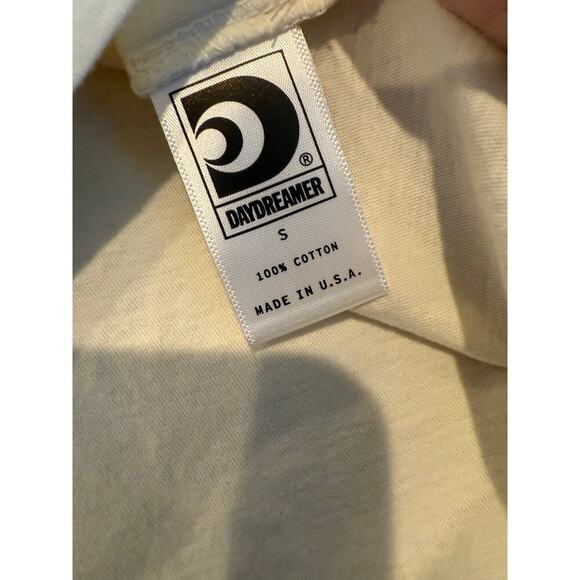 ®
DAYDREAMER
S
100% COTTON
MADE IN U.S.A.